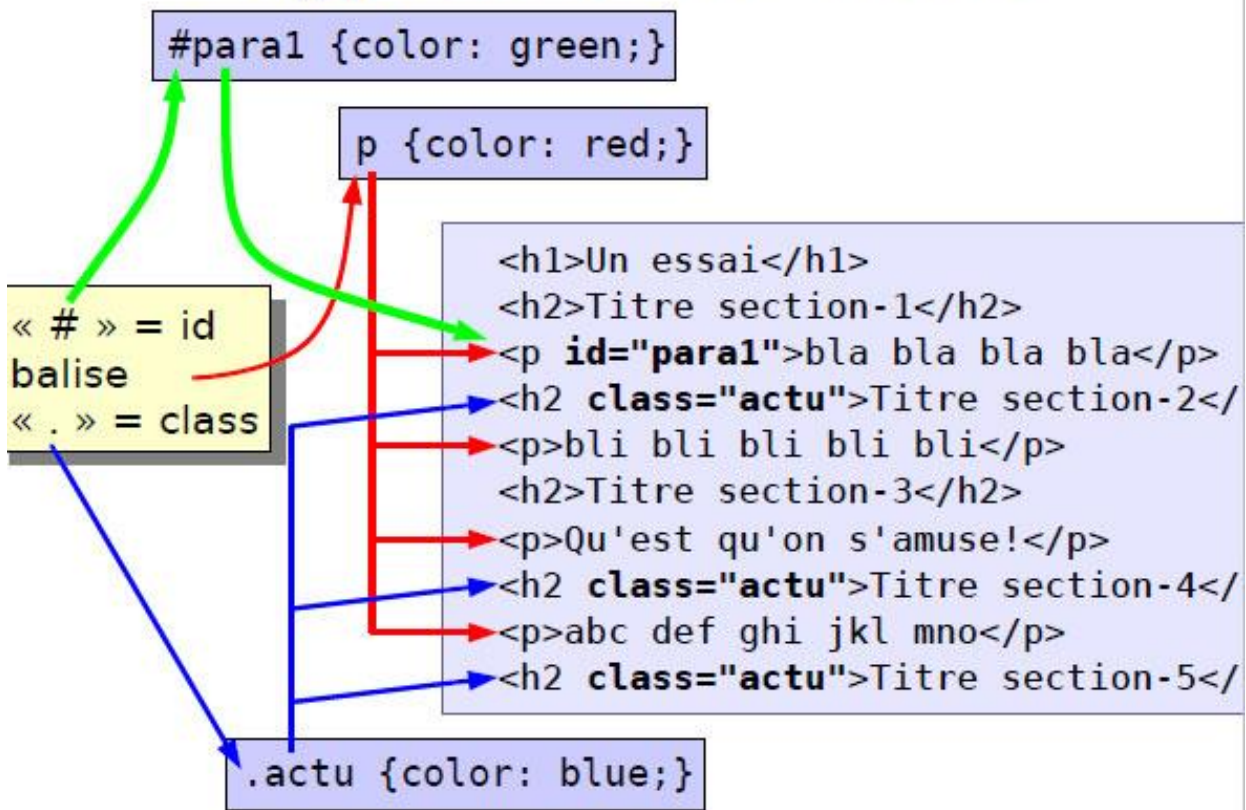 #para1 {color: green;}
p {color: red;}
« # » = id
balise
« . » = class
<h1>Un essai</h1>
<h2>Titre section-1</h2>
<p id="para1">bla bla bla bla</p>
<h2 class="actu">Titre section-2</
<p>bli bli bli bli bli</p>
<h2>Titre section-3</h2>
<p>Qu'est qu'on s'amuse!</p>
<h2 class="actu">Titre section-4</
<p>abc def ghi jkl mno</p>
<h2 class="actu">Titre section-5</
.actu {color: blue;}